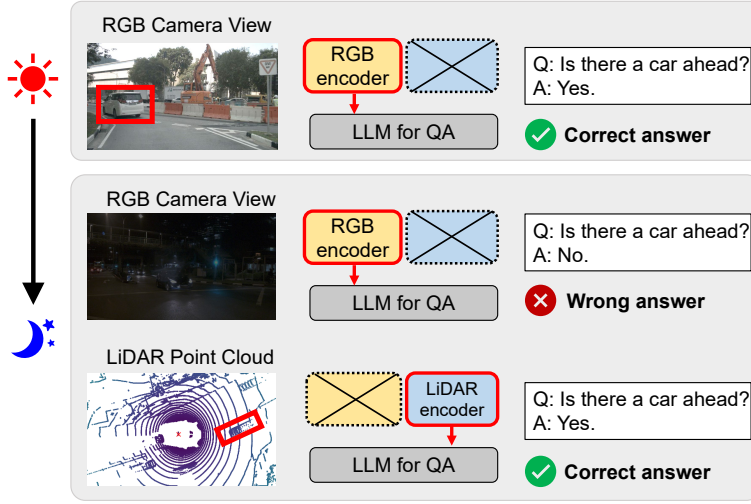 RGB Camera View
RGB
encoder
LLM for QA
Q: Is there a car ahead?
A: Yes.
Correct answer
RGB Camera View
RGB
encoder
LLM for QA
Q: Is there a car ahead?
A: No.
Wrong answer
LiDAR Point Cloud
LiDAR
encoder
LLM for QA
Q: Is there a car ahead?
A: Yes.
Correct answer